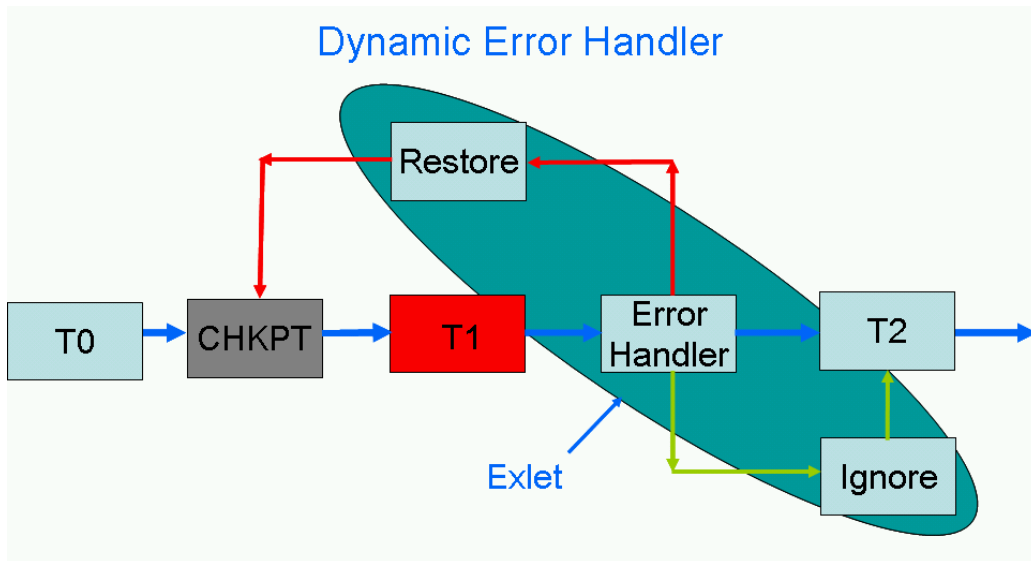 Dynamic Error Handler
Restore
T0
CHKPT
T1
Error
Handler
T2
Exlet
Ignore